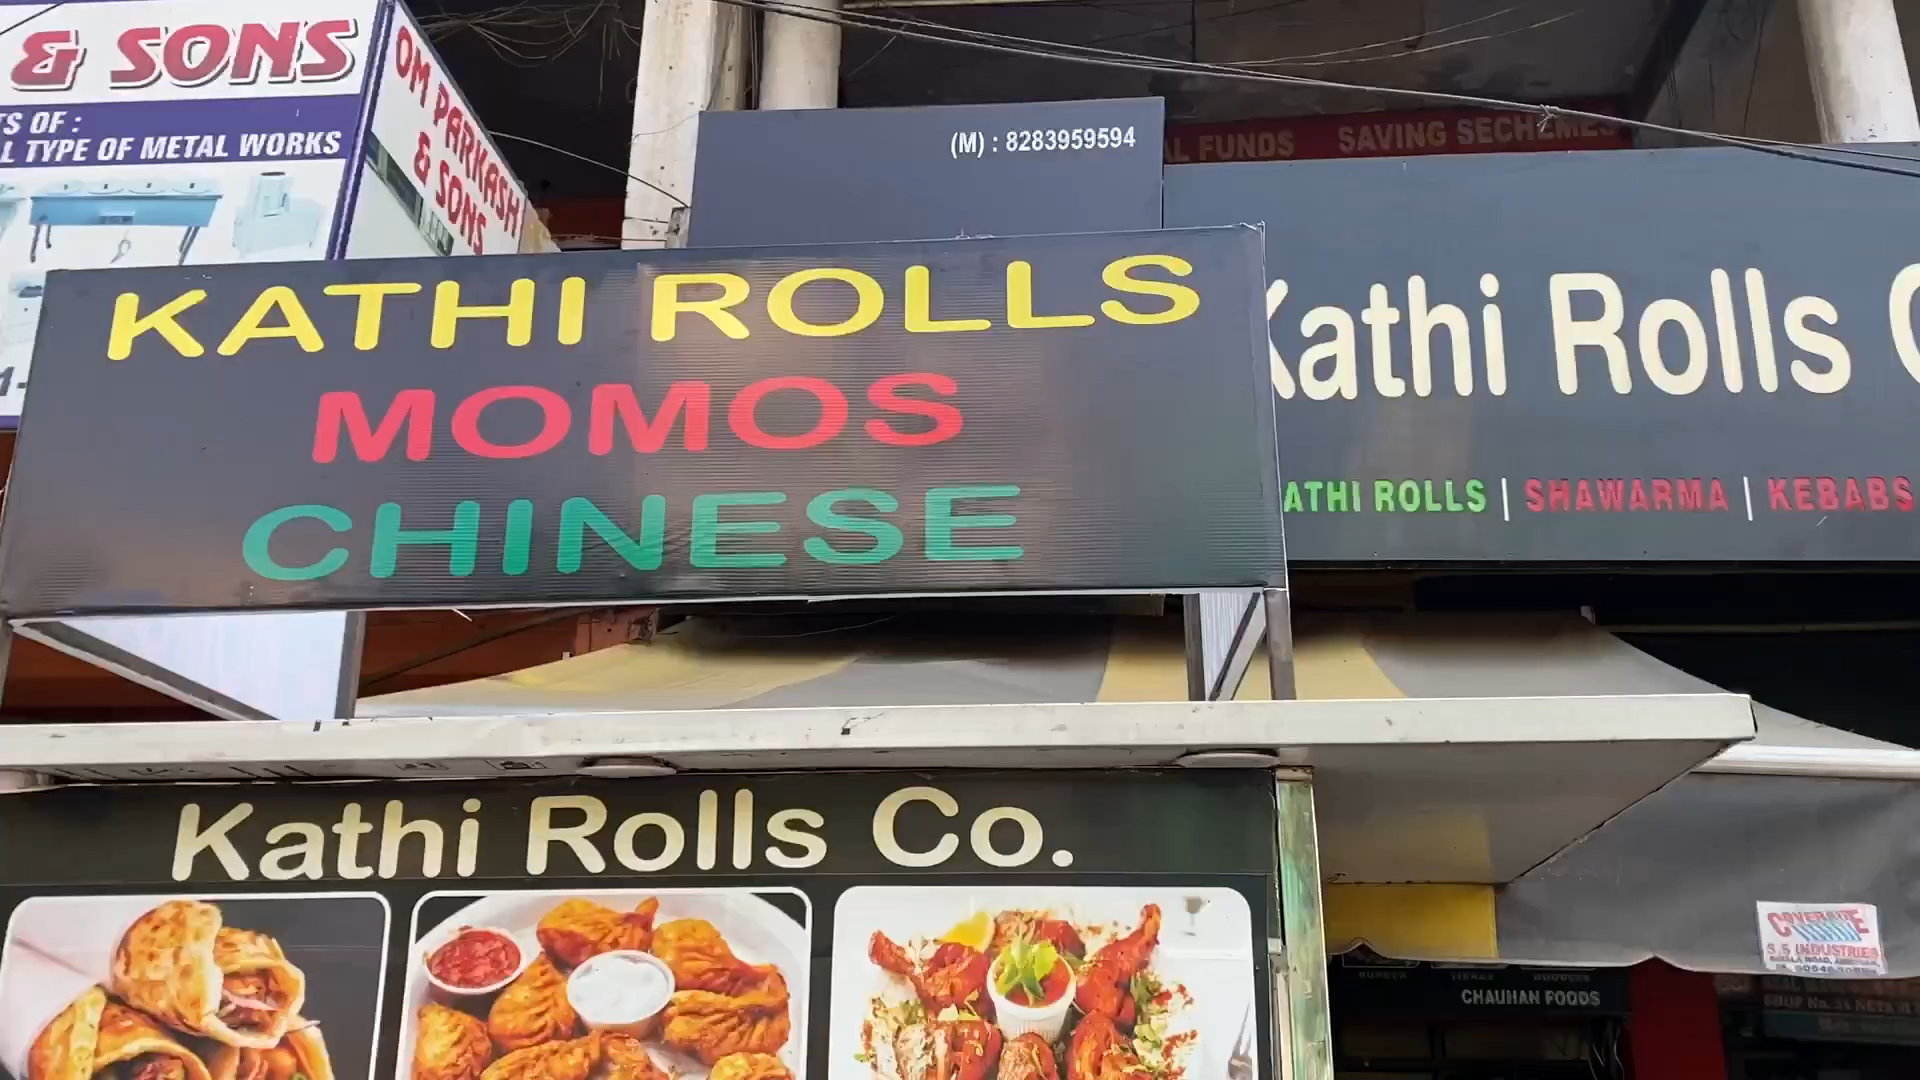 & SONS
TS OF :
L TYPE OF METAL WORKS
OM PARKASH
& SONS
(M) : 8283959594
AL FUNDS SAVING SECHEMES
KATHI ROLLS
MOMOS
CHINESE
Kathi Rolls C
ATHI ROLLS | SHAWARMA | KEBABS
Kathi Rolls Co.
COVERAGE
S.S INDUSTRIES
CHAUHAN FOODS